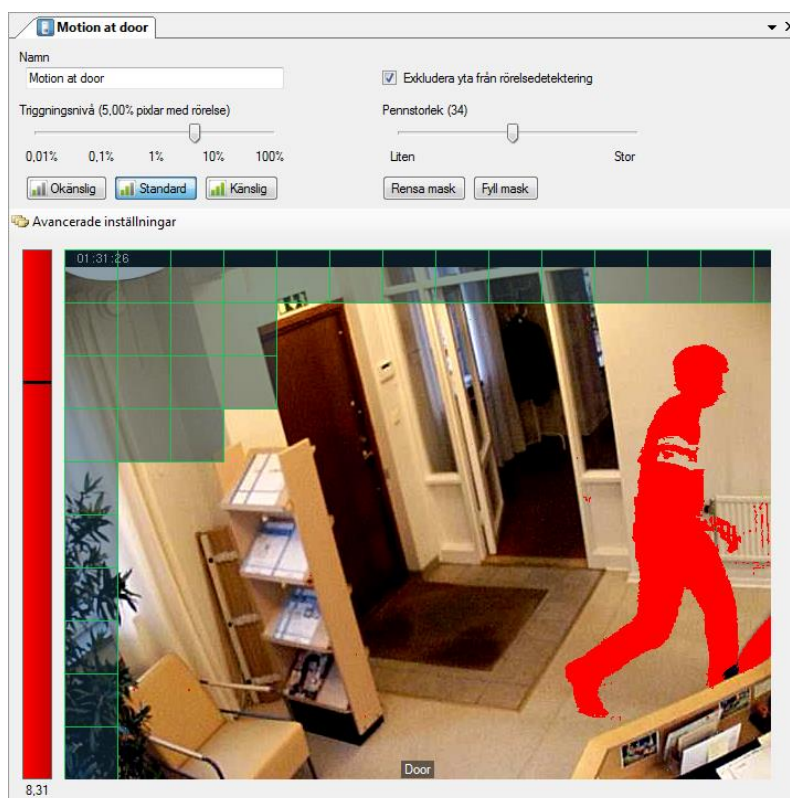 Motion at door
Namn
Motion at door
Exkludera yta från rörelsedetektering
Triggningsnivå (5,00% pixlar med rörelse)
Pennstorlek (34)
0,01% 0,1% 1% 10% 100%
Liten Stor
Okänslig Standard Känslig
Rensa mask Fyll mask
Avancerade inställningar
01:31:26
Door
8,31